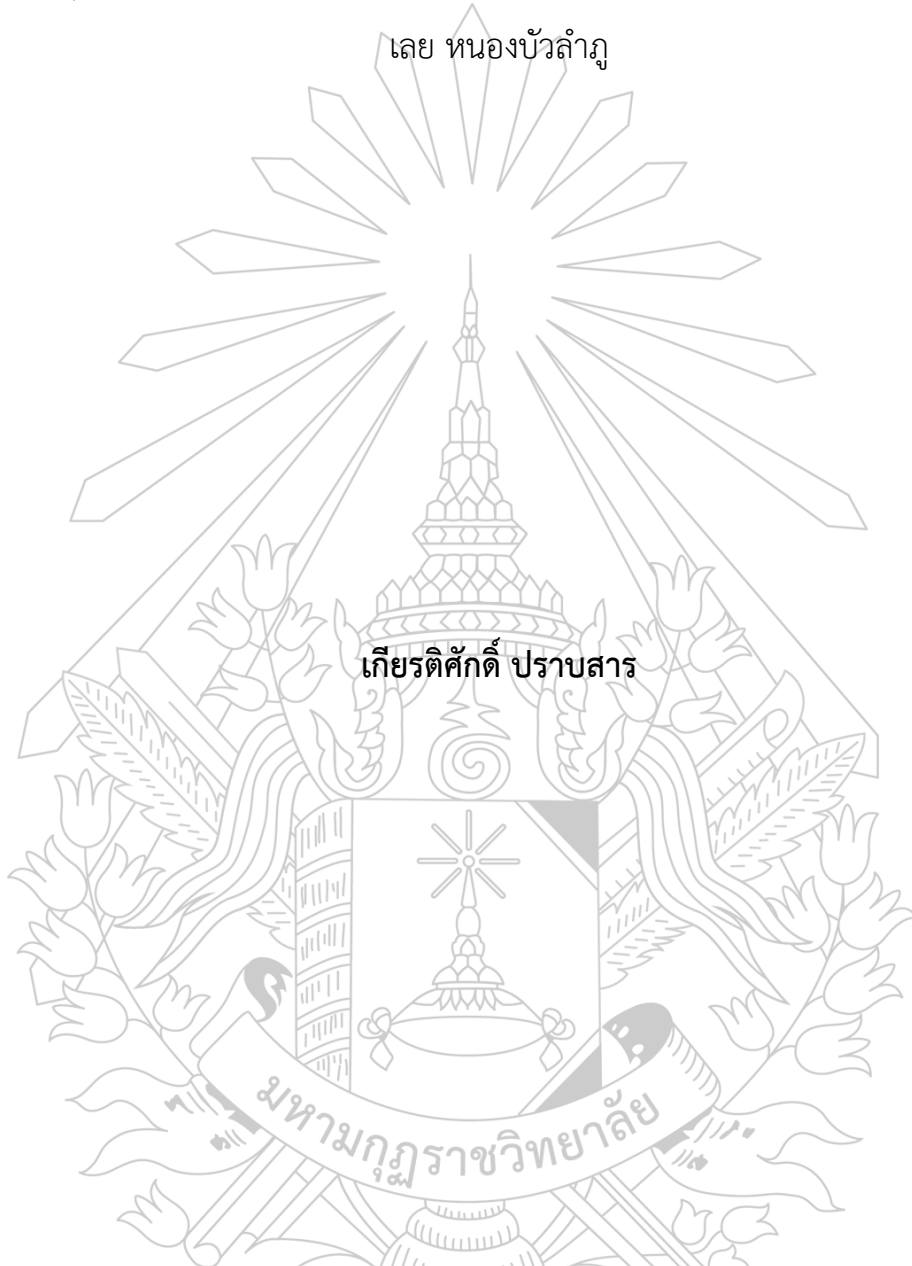 เลย หนองบัวลำภู
เกียรติศักดิ์ ปราบสาร
มหามกุฏราชวิทยาลัย